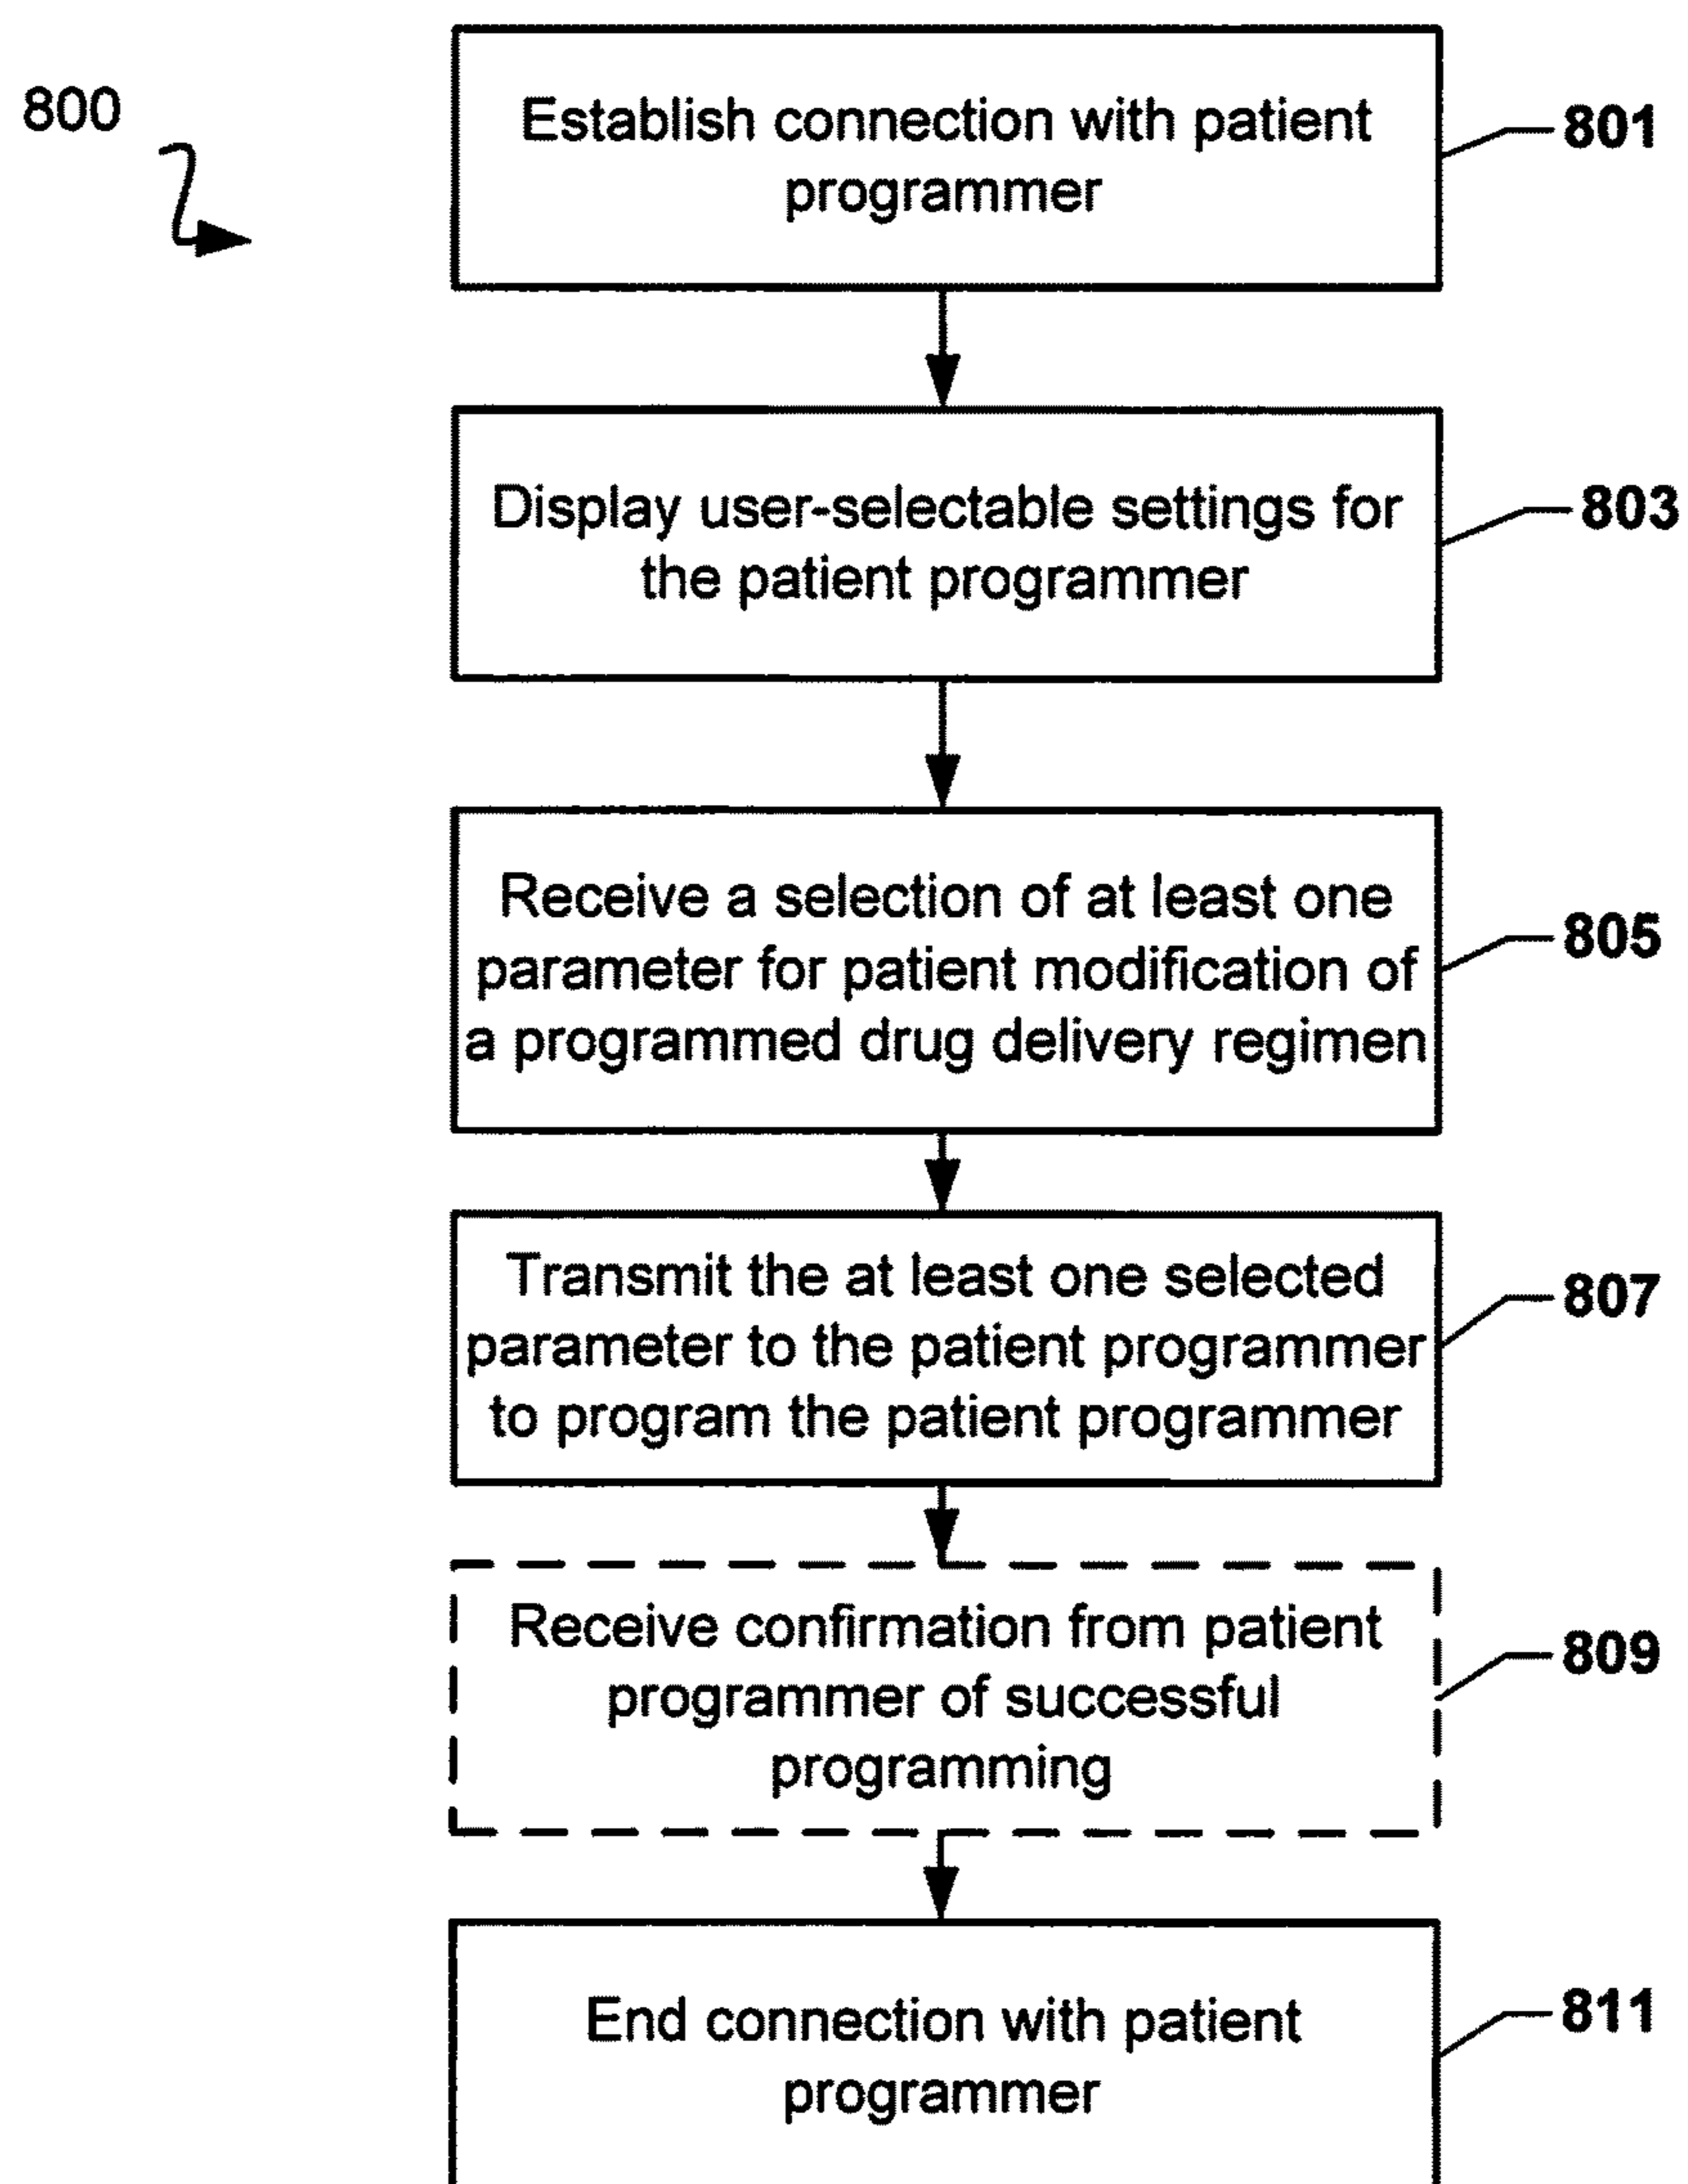 800
Establish connection with patient
programmer
801
Display user-selectable settings for
the patient programmer
803
Receive a selection of at least one
parameter for patient modification of
a programmed drug delivery regimen
805
Transmit the at least one selected
parameter to the patient programmer
to program the patient programmer
807
Receive confirmation from patient
programmer of successful
programming
809
End connection with patient
programmer
811